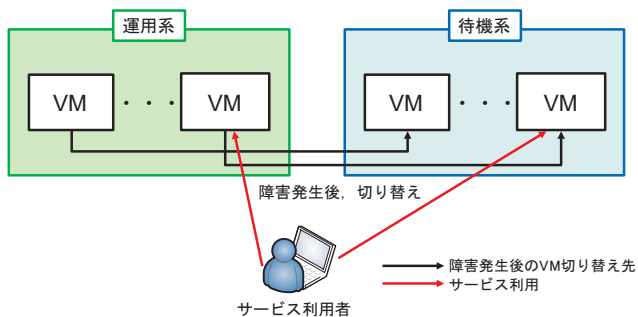 運用系
待機系
VM ・・・ VM
VM ・・・ VM
障害発生後，切り替え
障害発生後のVM切り替え先
サービス利用
サービス利用者